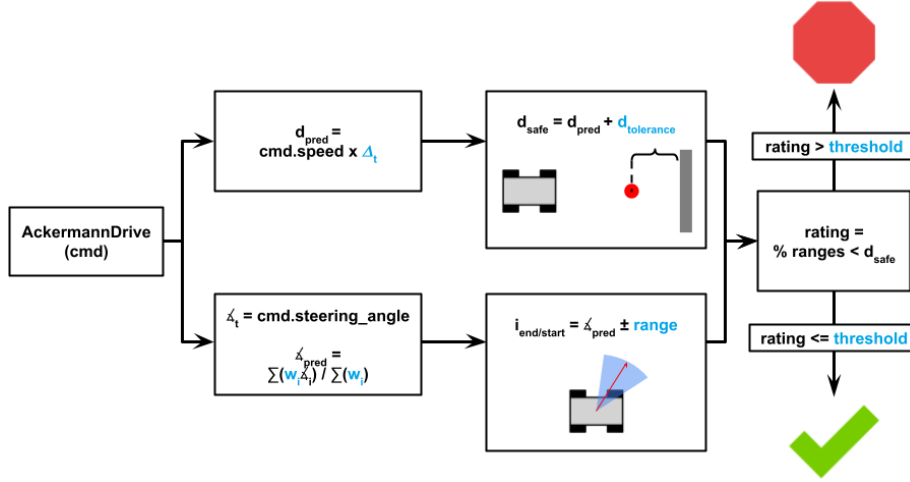 AckermannDrive
(cmd)
d_pred =
cmd.speed x Δ_t
d_safe = d_pred + d_tolerance
∡_t = cmd.steering_angle
∡_pred =
∑(w_i∡_i) / ∑(w_i)
i_end/start = ∡_pred ± range
rating > threshold
rating =
% ranges < d_safe
rating <= threshold